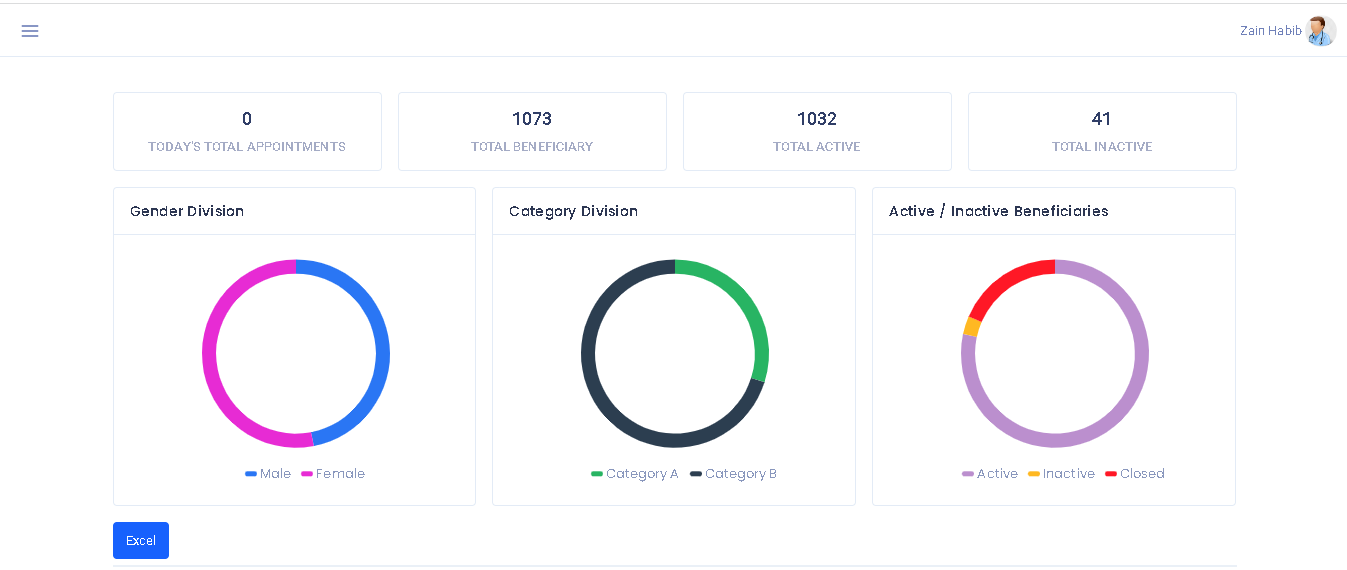 Zain Habib
0
TODAY'S TOTAL APPOINTMENTS
1073
TOTAL BENEFICIARY
1032
TOTAL ACTIVE
41
TOTAL INACTIVE
Gender Division
Male Female
Category Division
Category A Category B
Active / Inactive Beneficiaries
Active Inactive Closed
Excel